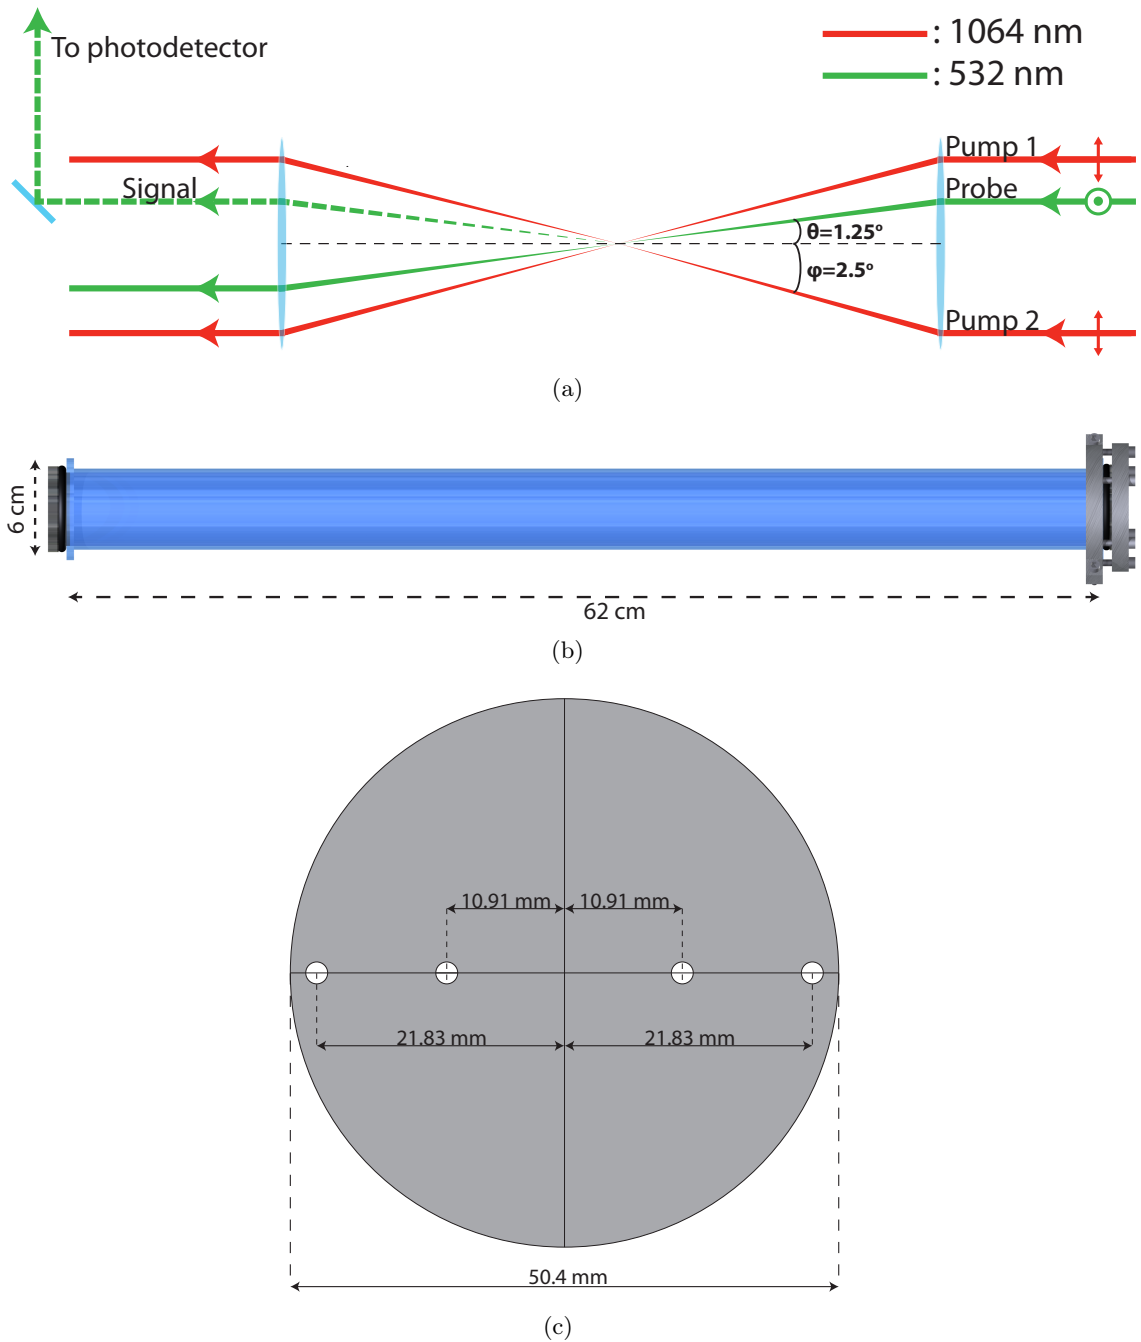 To photodetector
: 1064 nm
: 532 nm
Pump 1
Signal
Probe
θ=1.25°
φ=2.5°
Pump 2
(a)
6 cm
62 cm
(b)
10.91 mm
10.91 mm
21.83 mm
21.83 mm
50.4 mm
(c)